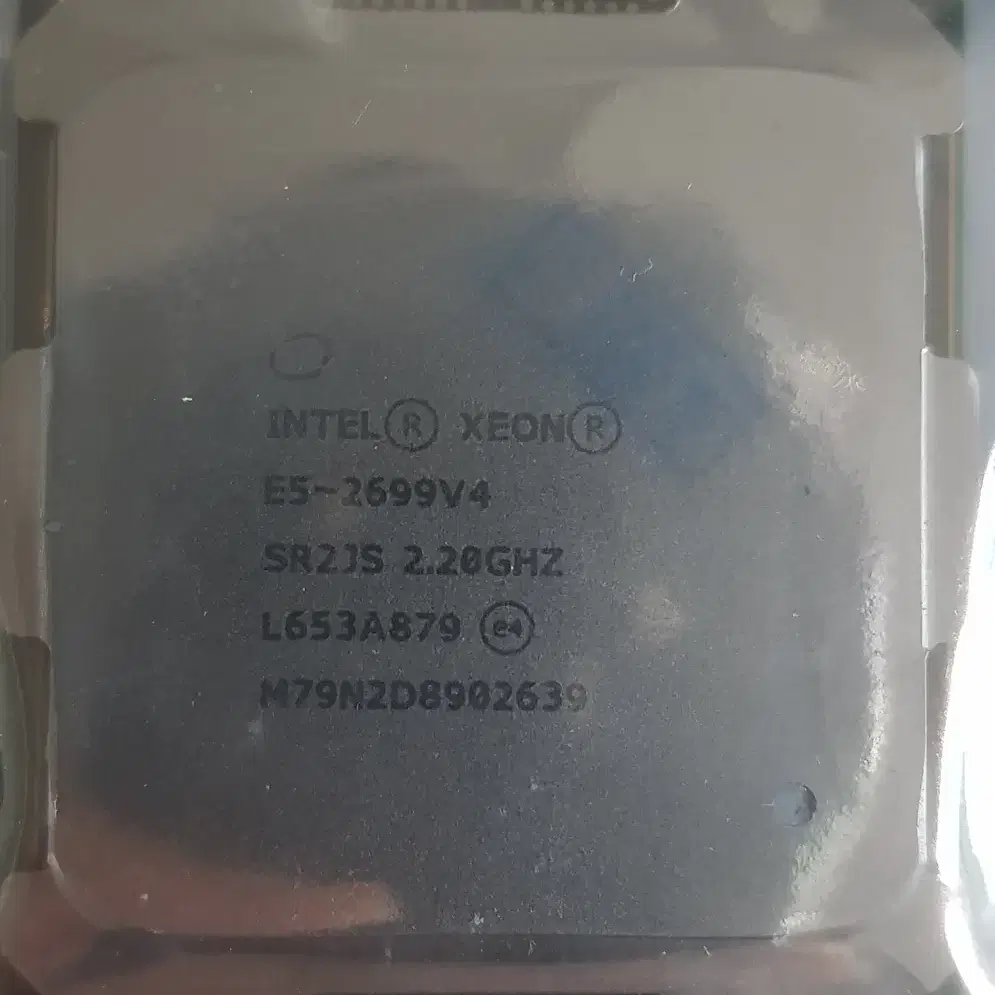 INTEL® XEON®
E5-2699V4
SR2JS 2.20GHZ
L653A879 e4
M79N2D8902639